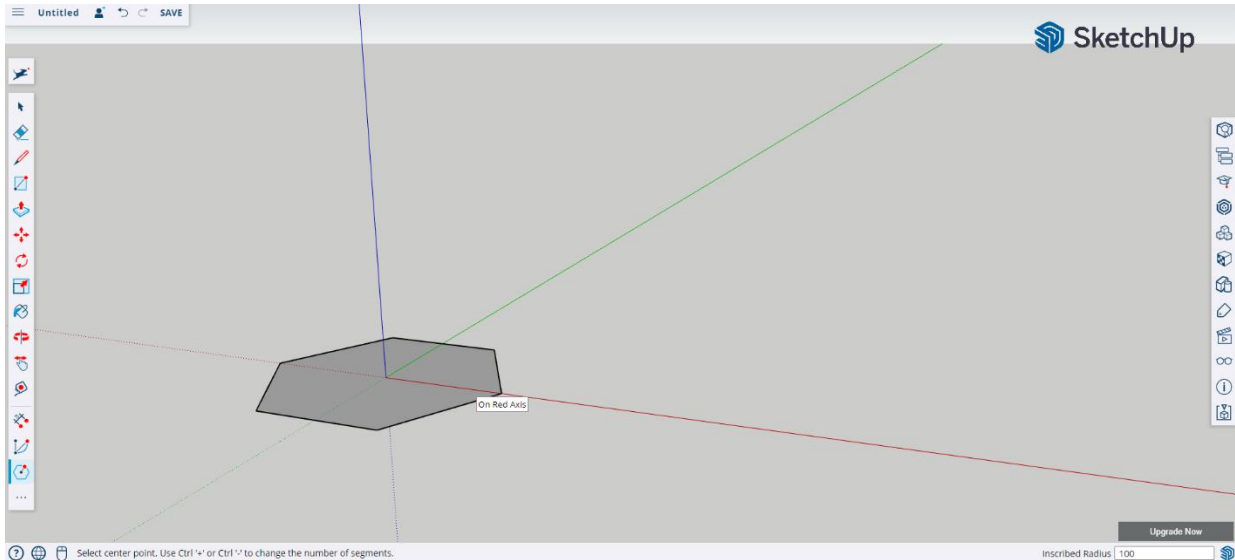 Untitled SAVE
SketchUp
On Red Axis
Upgrade Now
Select center point. Use Ctrl '+' or Ctrl '-' to change the number of segments.
Inscribed Radius 100